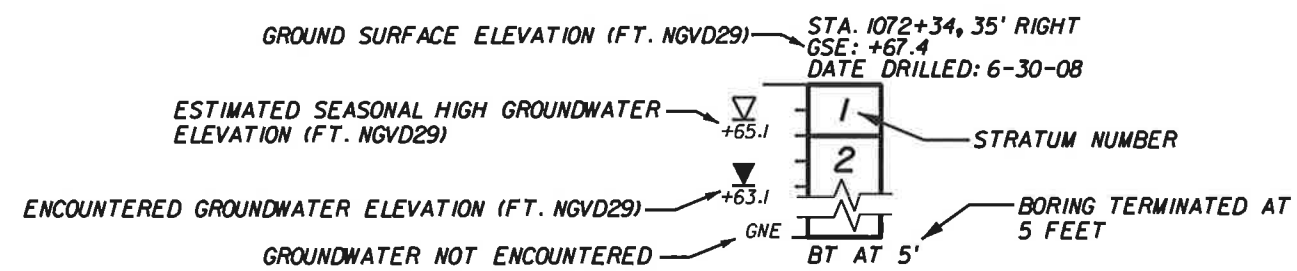 GROUND SURFACE ELEVATION (FT. NGVD29)
STA. 1072+34, 35' RIGHT
GSE: +67.4
DATE DRILLED: 6-30-08
ESTIMATED SEASONAL HIGH GROUNDWATER
ELEVATION (FT. NGVD29)
+65.1
1
STRATUM NUMBER
2
ENCOUNTERED GROUNDWATER ELEVATION (FT. NGVD29)
+63.1
BORING TERMINATED AT
5 FEET
GROUNDWATER NOT ENCOUNTERED
GNE
BT AT 5'